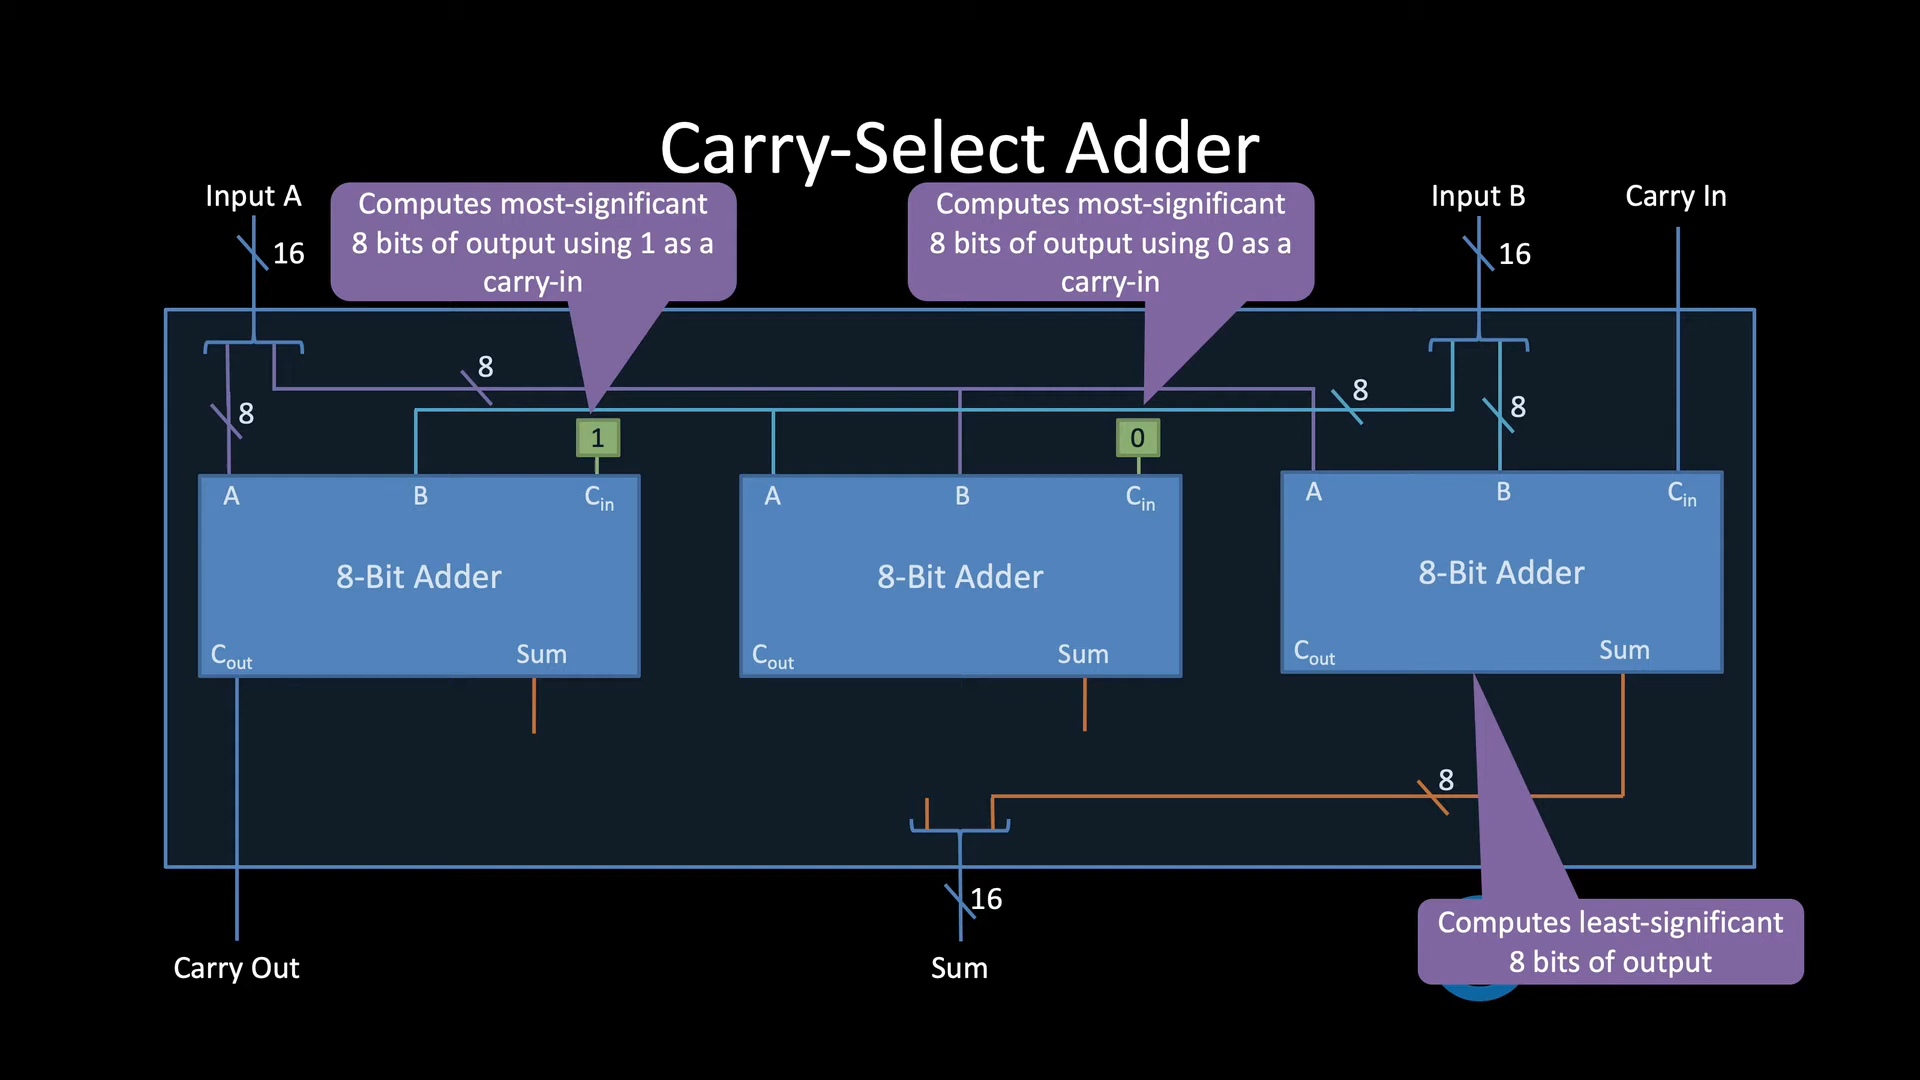 Carry-Select Adder
Input A
Computes most-significant
8 bits of output using 1 as a
carry-in
Computes most-significant
8 bits of output using 0 as a
carry-in
Input B
Carry In
16
16
8
8
8
8
1
0
A
B
Cin
8-Bit Adder
Cout
Sum
A
B
Cin
8-Bit Adder
Cout
Sum
A
B
Cin
8-Bit Adder
Cout
Sum
8
16
Carry Out
Sum
Computes least-significant
8 bits of output